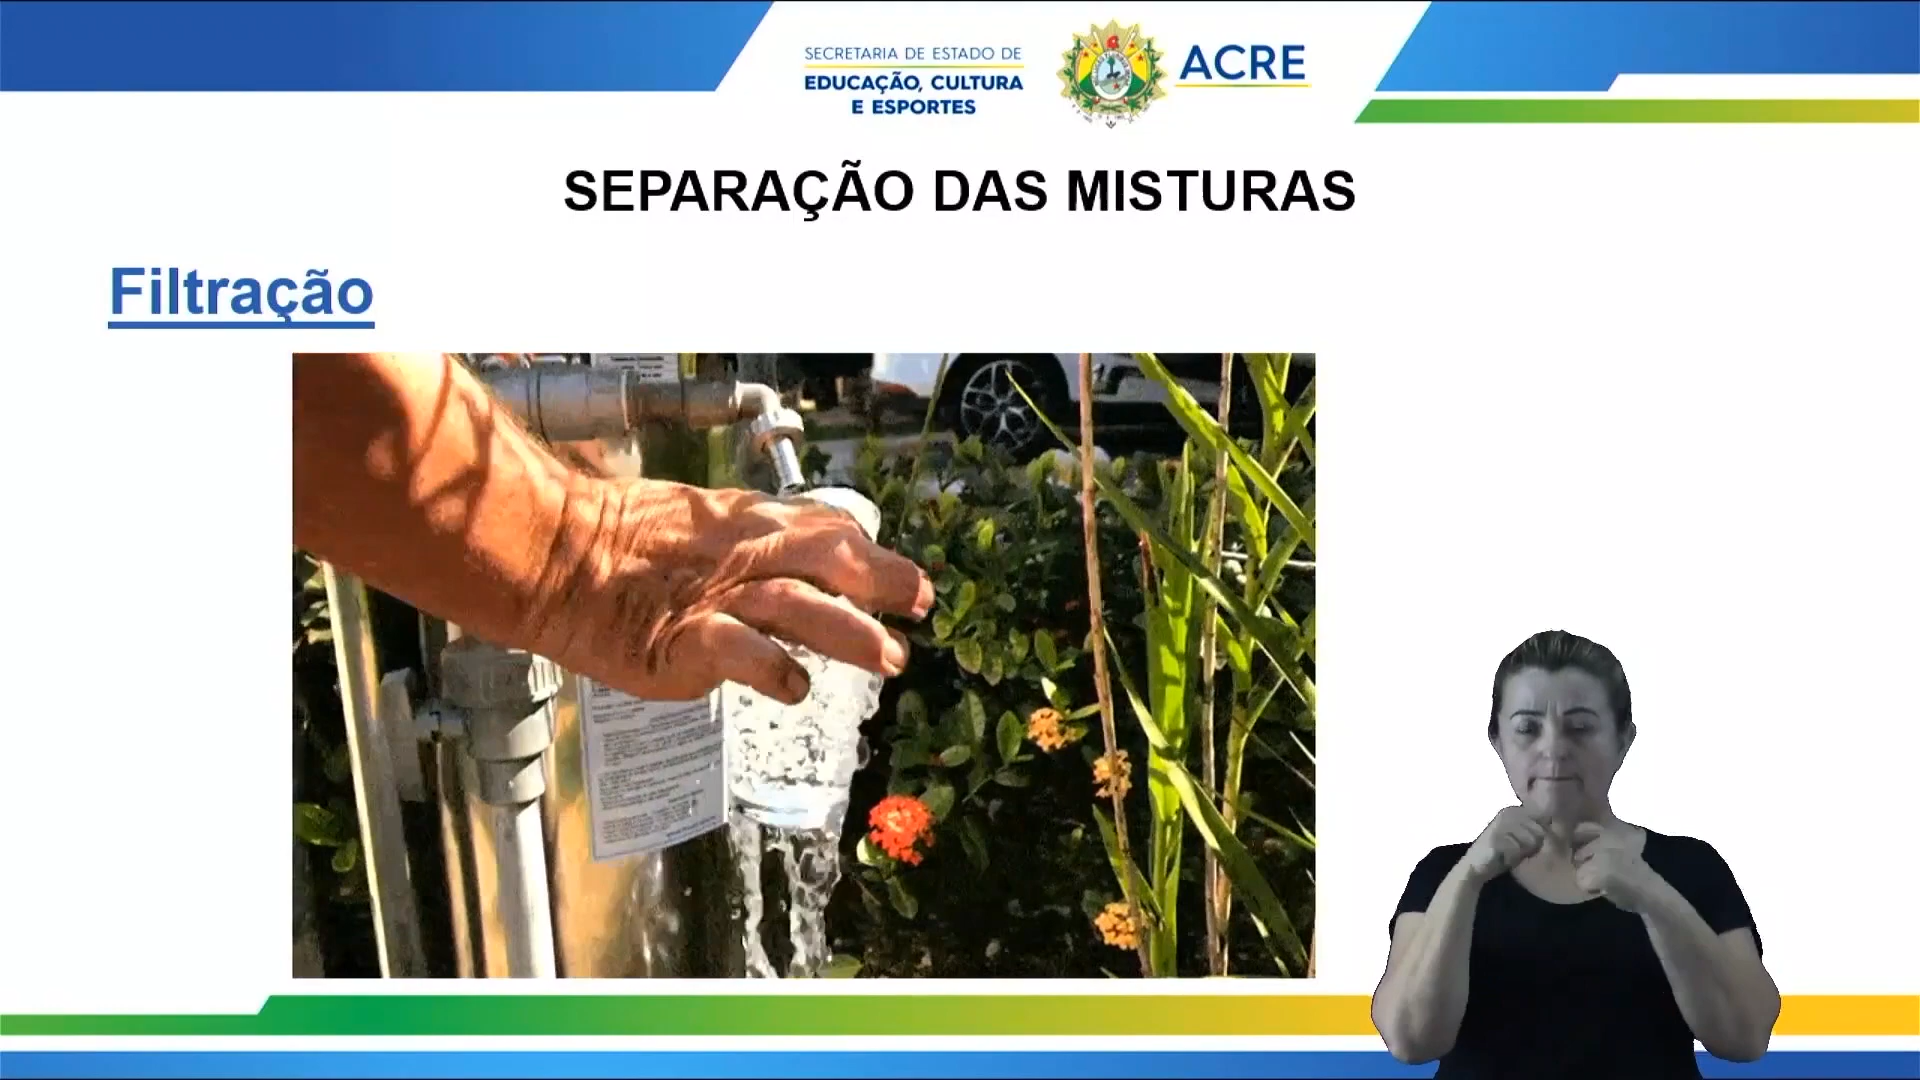 SECRETARIA DE ESTADO DE
EDUCAÇÃO, CULTURA
E ESPORTES
ACRE
SEPARAÇÃO DAS MISTURAS
Filtração